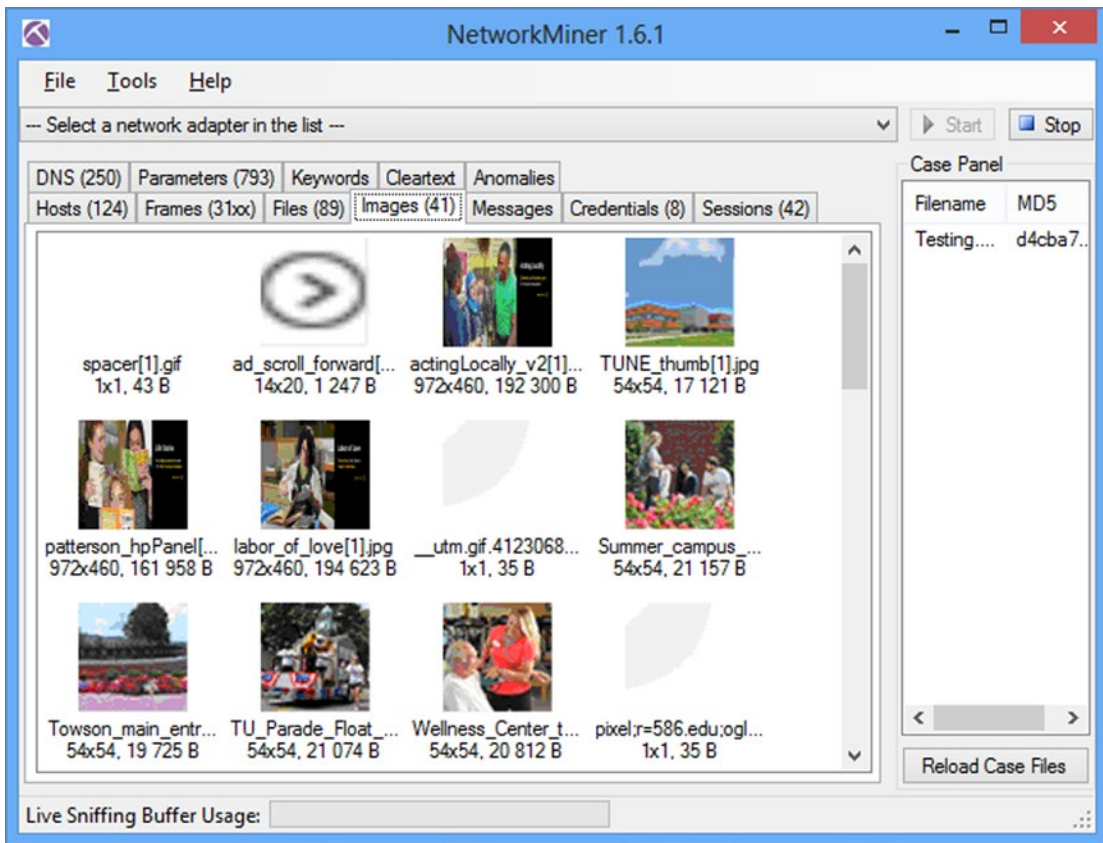 NetworkMiner 1.6.1
File Tools Help
--- Select a network adapter in the list ---
Start
Stop
DNS (250) Parameters (793) Keywords Cleartext Anomalies
Hosts (124) Frames (31xx) Files (89) Images (41) Messages Credentials (8) Sessions (42)
spacer[1].gif
1x1, 43 B
ad_scroll_forward[...
14x20, 1 247 B
actingLocally_v2[1]...
972x460, 192 300 B
TUNE_thumb[1].jpg
54x54, 17 121 B
patterson_hpPanel[...
972x460, 161 958 B
labor_of_love[1].jpg
972x460, 194 623 B
__utm.gif.4123068...
1x1, 35 B
Summer_campus_...
54x54, 21 157 B
Towson_main_entr...
54x54, 19 725 B
TU_Parade_Float_...
54x54, 21 074 B
Wellness_Center_t...
54x54, 20 812 B
pixel;r=586.edu;ogl...
1x1, 35 B
Case Panel
Filename MD5
Testing.... d4cba7..
Reload Case Files
Live Sniffing Buffer Usage: